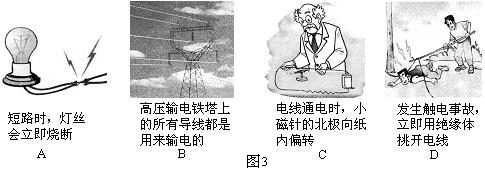 短路时，灯丝
会立即烧断
A
高压输电铁塔上
的所有导线都是
用来输电的
B
电线通电时，小
磁针的北极向纸
内偏转
C
发生触电事故，
立即用绝缘体
挑开电线
D
图3